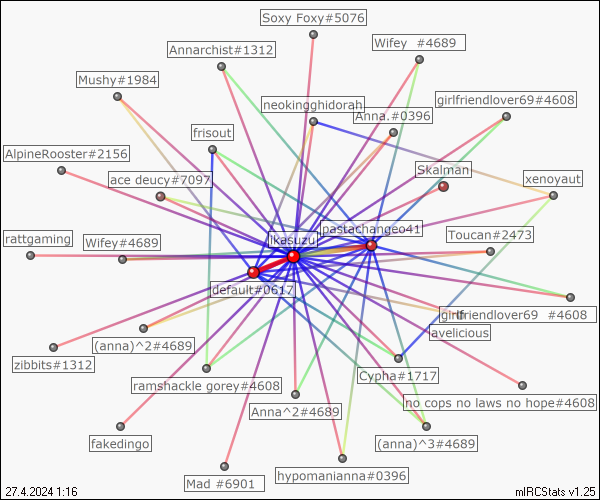 Soxy Foxy#5076
Annarchist#1312
Wifey   #4689
Mushy#1984
neokingghidorah
girlfriendlover69#4608
Anna.#0396
frisout
AlpineRooster#2156
Skalman
ace deucy#7097
xenoyaut
pastachangeo41
rattgaming
Wifey#4689
ikasuzu
Toucan#2473
default#0617
girlfriendlover69   #4608
avelicious
(anna)^2#4689
zibbits#1312
Cypha#1717
ramshackle gorey#4608
no cops no laws no hope#4608
Anna^2#4689
fakedingo
(anna)^3#4689
hypomanianna#0396
Mad #6901
27.4.2024 1:16
mIRCStats v1.25